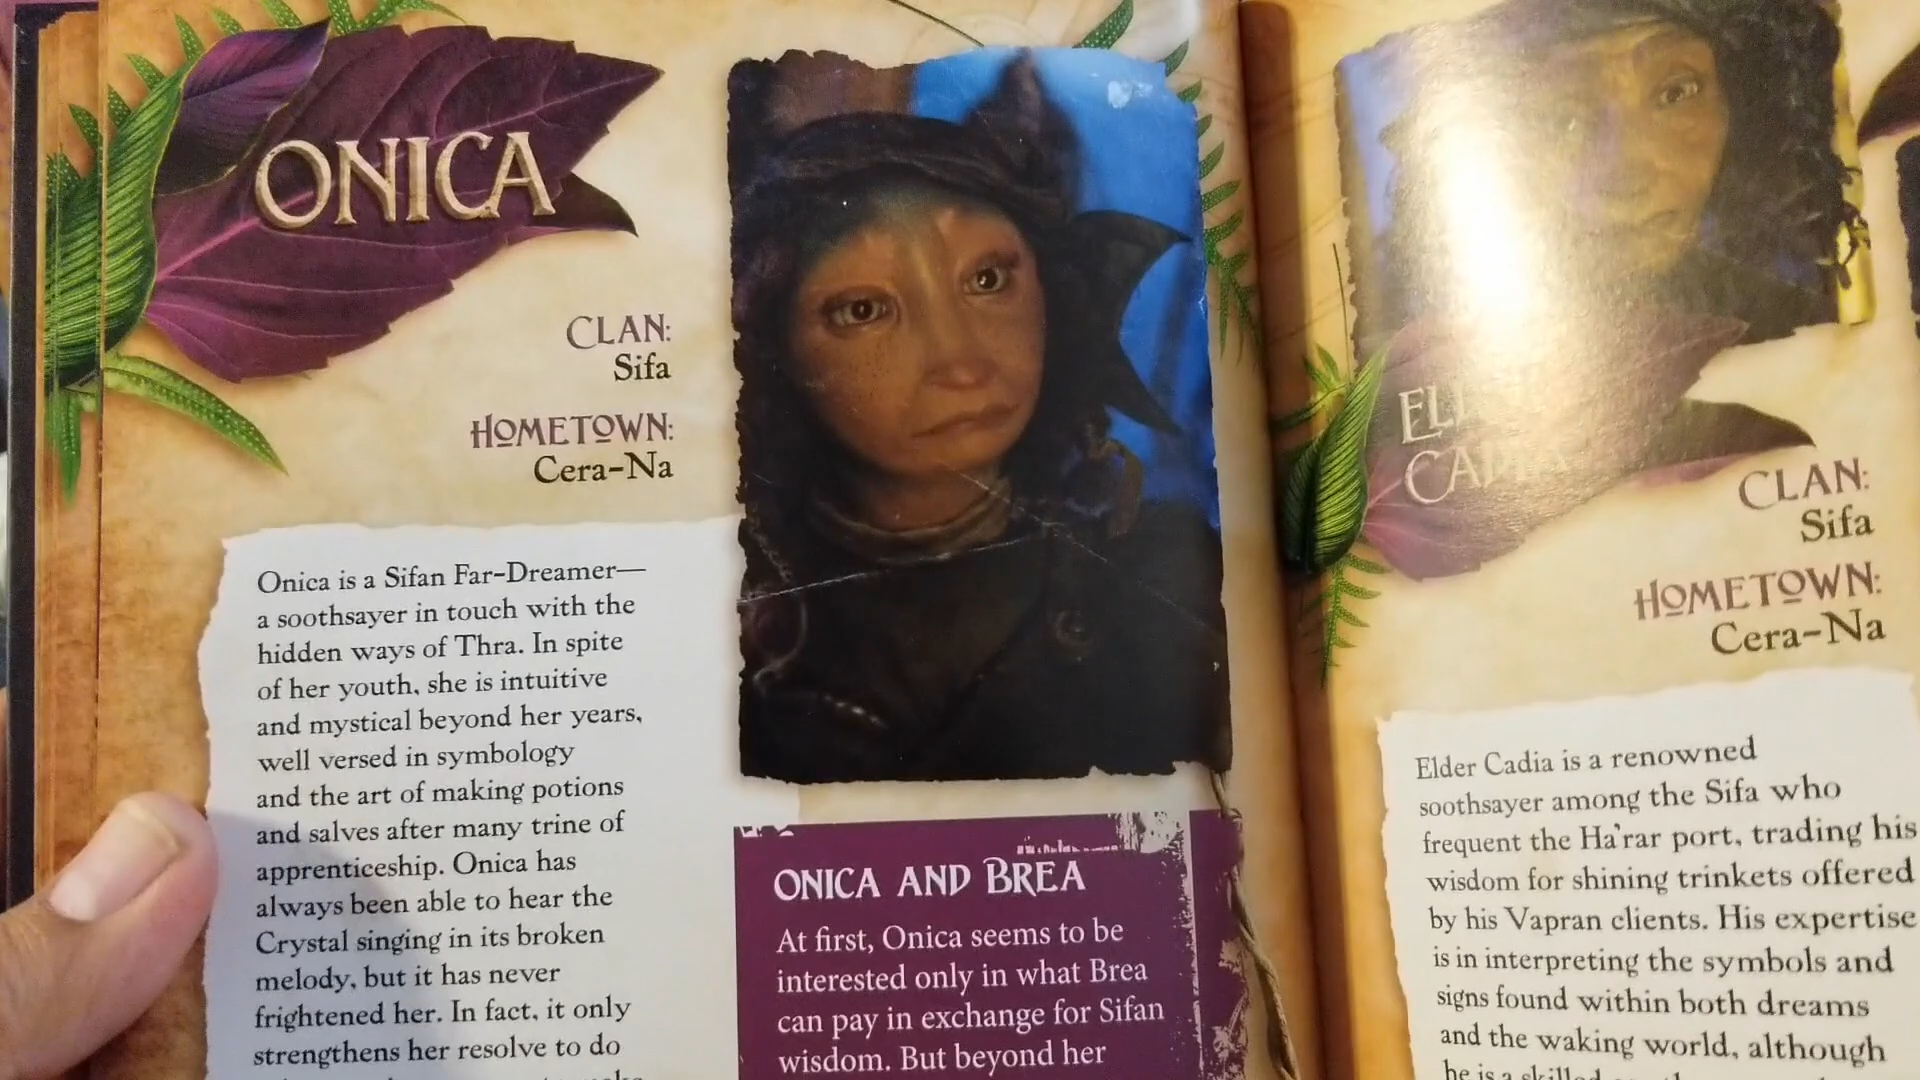 ONICA
CLAN:
Sifa
HOMETOWN:
Cera-Na
Onica is a Sifan Far-Dreamer—
a soothsayer in touch with the
hidden ways of Thra. In spite
of her youth, she is intuitive
and mystical beyond her years,
well versed in symbology
and the art of making potions
and salves after many trine of
apprenticeship. Onica has
always been able to hear the
Crystal singing in its broken
melody, but it has never
frightened her. In fact, it only
strengthens her resolve to do
ONICA AND BREA
At first, Onica seems to be
interested only in what Brea
can pay in exchange for Sifan
wisdom. But beyond her
CADIA
CLAN:
Sifa
HOMETOWN:
Cera-Na
Elder Cadia is a renowned
soothsayer among the Sifa who
frequent the Ha'rar port, trading his
wisdom for shining trinkets offered
by his Vapran clients. His expertise
is in interpreting the symbols and
signs found within both dreams
and the waking world, although
he is a skilled